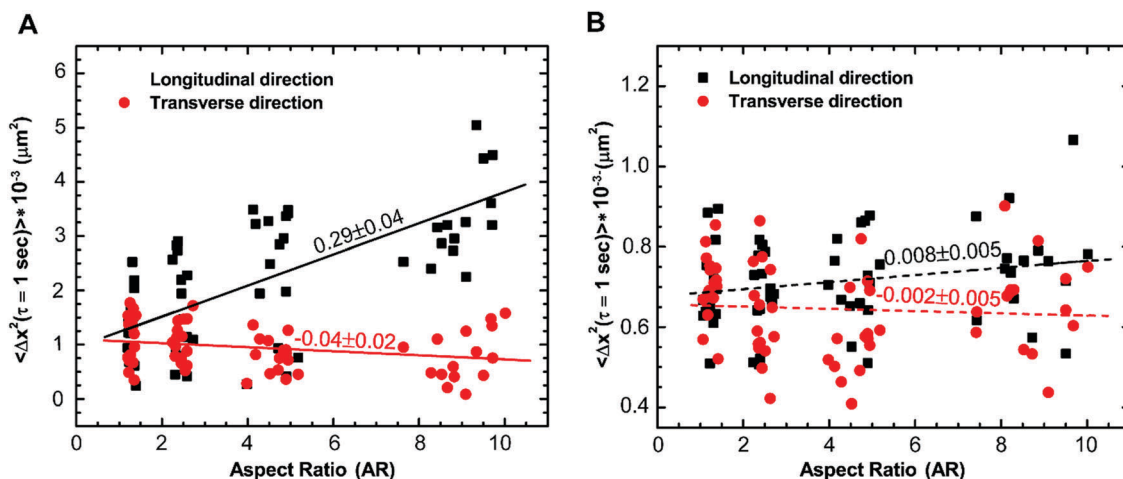 A
Longitudinal direction
Transverse direction
6
5
4
3
2
1
0
0.29±0.04
-0.04±0.02
0 2 4 6 8 10
Aspect Ratio (AR)
<Δx²(τ = 1 sec)>*10⁻³ (μm²)
B
Longitudinal direction
Transverse direction
1.2
1.0
0.8
0.6
0.4
0.008±0.005
-0.002±0.005
0 2 4 6 8 10
Aspect Ratio (AR)
<Δx²(τ = 1 sec)>*10⁻³⁻(μm²)